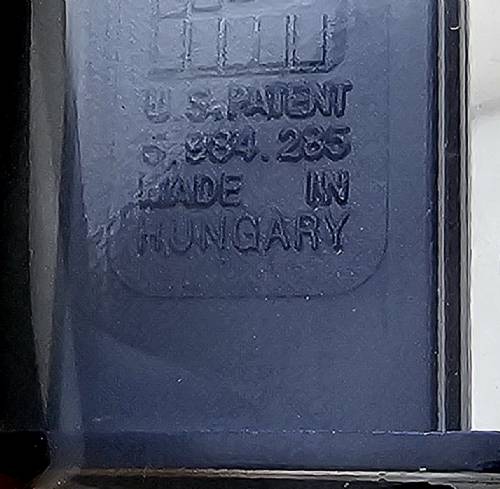 U.S. PATENT
MADE IN
HUNGARY